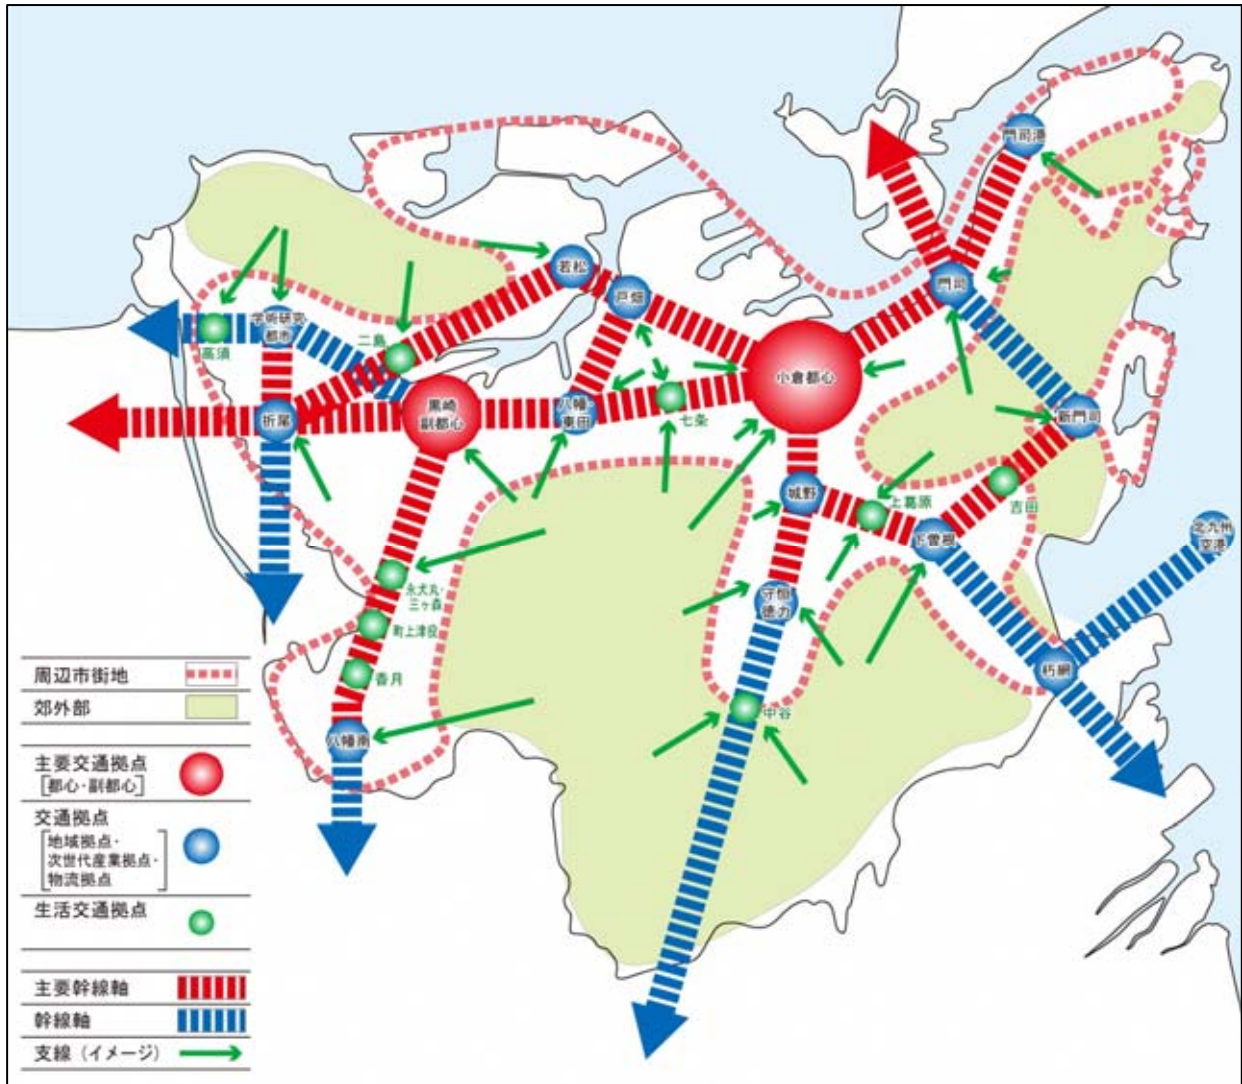 門司港
若松
戸畑
門司
学術研究
都市
高須
二島
小倉都心
折尾
黒崎
副都心
八幡
東田
七条
新門司
城野
上葛原
吉田
下曽根
北九州
空港
永犬丸・
三ヶ森
守恒
徳力
町上津役
香月
朽網
中谷
八幡南
周辺市街地
郊外部
主要交通拠点
[都心・副都心]
交通拠点
[地域拠点・
次世代産業拠点・
物流拠点]
生活交通拠点
主要幹線軸
幹線軸
支線（イメージ）